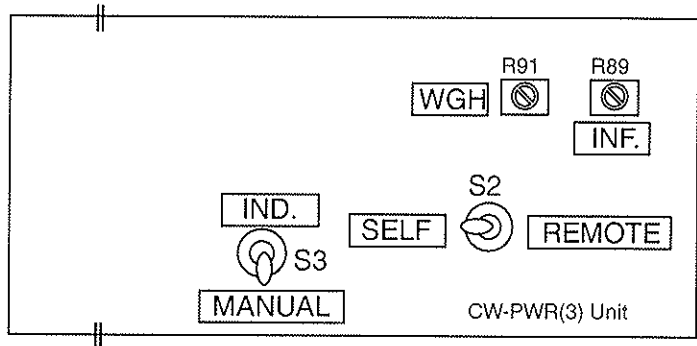 R91
R89
WGH
INF.
S2
IND.
SELF
REMOTE
S3
MANUAL
CW-PWR(3) Unit